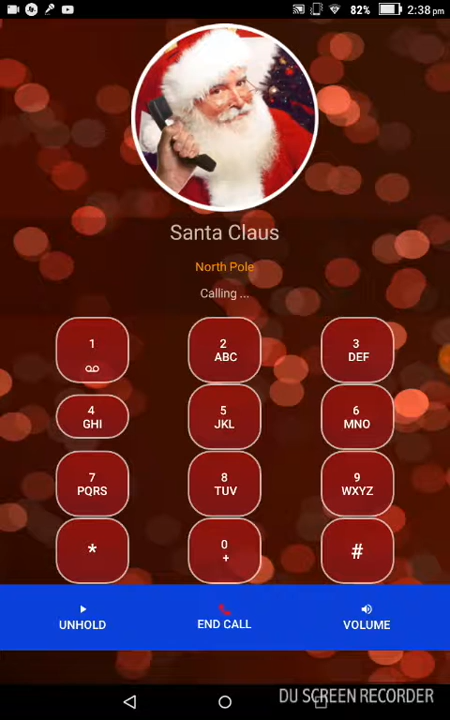 82% 2:38 pm
Santa Claus
North Pole
Calling ...
1 2 3
ABC DEF
4 5 6
GHI JKL MNO
7 8 9
PQRS TUV WXYZ
* 0 #
+
UNHOLD END CALL VOLUME
DU SCREEN RECORDER